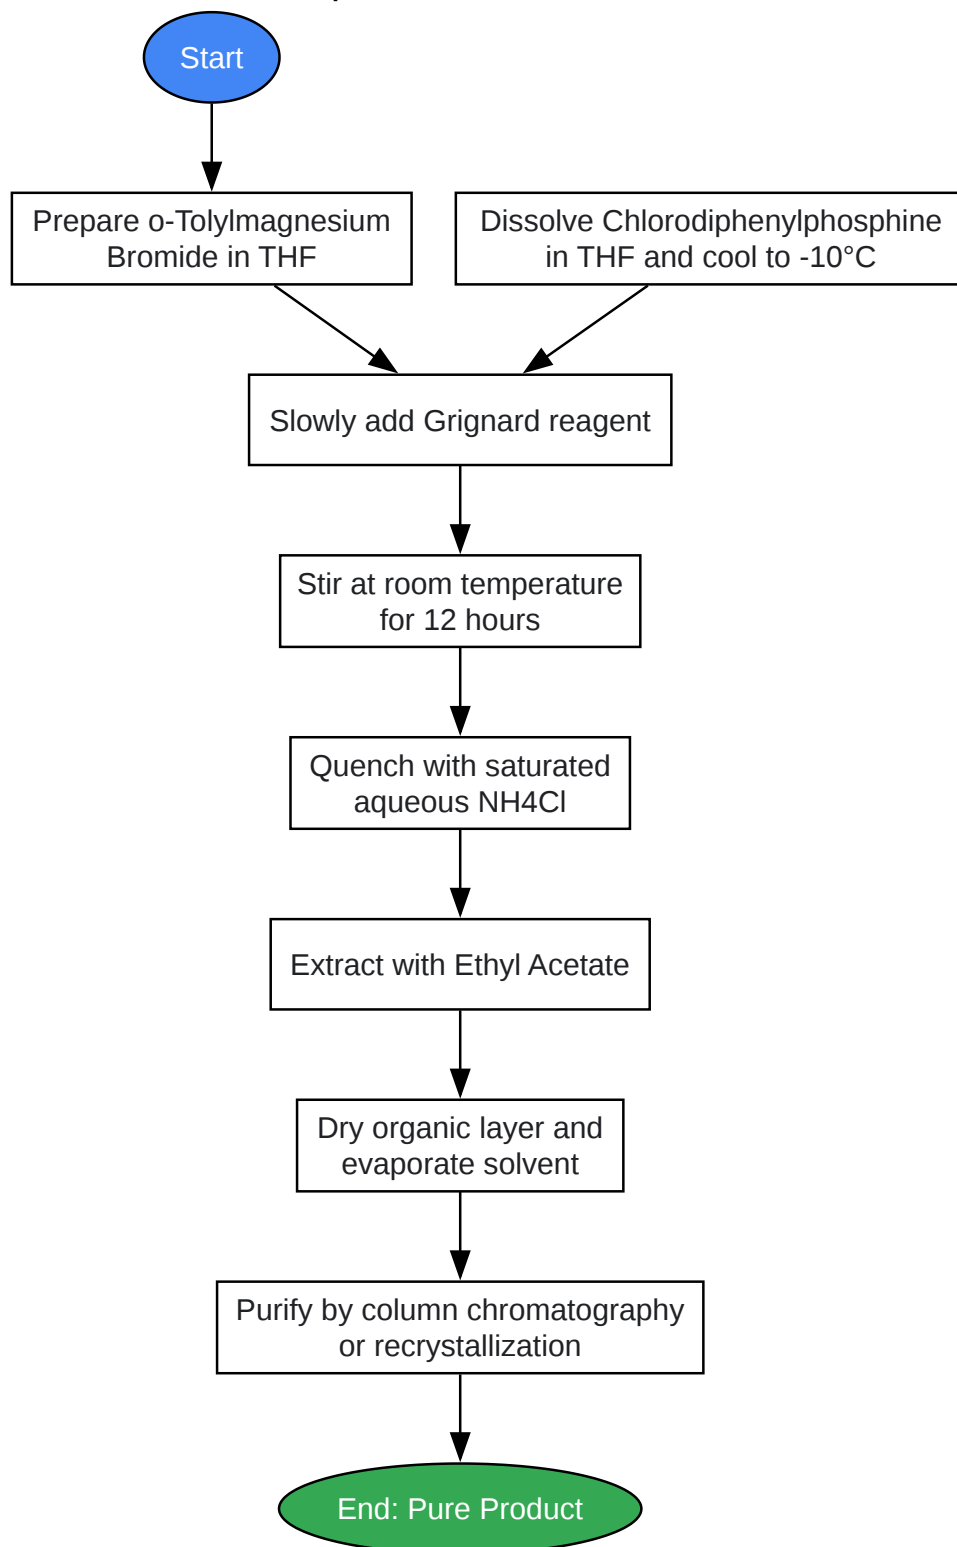 Start
Prepare o-Tolylmagnesium
Bromide in THF
Dissolve Chlorodiphenylphosphine
in THF and cool to -10°C
Slowly add Grignard reagent
Stir at room temperature
for 12 hours
Quench with saturated
aqueous NH4Cl
Extract with Ethyl Acetate
Dry organic layer and
evaporate solvent
Purify by column chromatography
or recrystallization
End: Pure Product